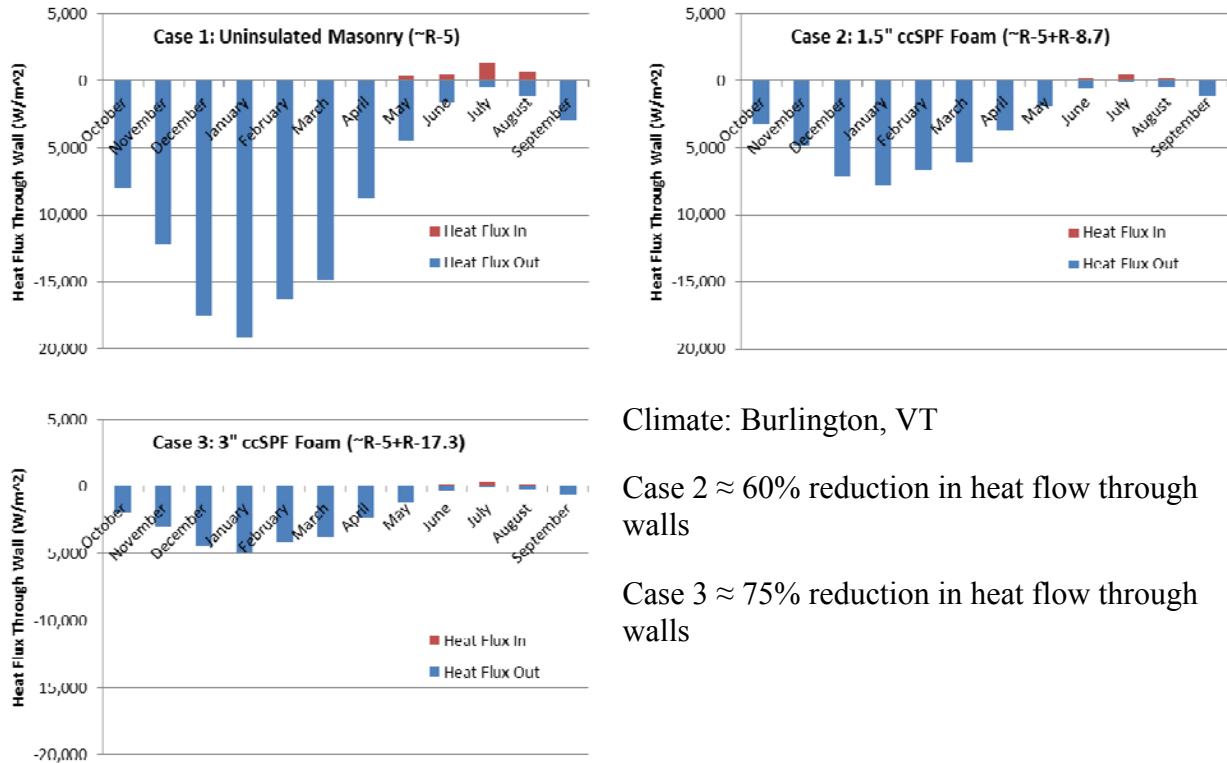 5,000
Case 1: Uninsulated Masonry (~R-5)
0
5,000
10,000
-15,000
20,000
Heat Flux Through Wall (W/m^2)
October
November
December
January
February
March
April
May
June
July
August
September
Heat Flux In
Heat Flux Out
5,000
Case 2: 1.5" ccSPF Foam (~R-5+R-8.7)
0
5,000
10,000
-15,000
20,000
Heat Flux Through Wall (W/m^2)
October
November
December
January
February
March
April
May
June
July
August
September
Heat Flux In
Heat Flux Out
5,000
Case 3: 3" ccSPF Foam (~R-5+R-17.3)
0
5,000
-10,000
15,000
-20,000
Heat Flux Through Wall (W/m^2)
October
November
December
January
February
March
April
May
June
July
August
September
Heat Flux In
Heat Flux Out
Climate: Burlington, VT
Case 2 ≈ 60% reduction in heat flow through
walls
Case 3 ≈ 75% reduction in heat flow through
walls